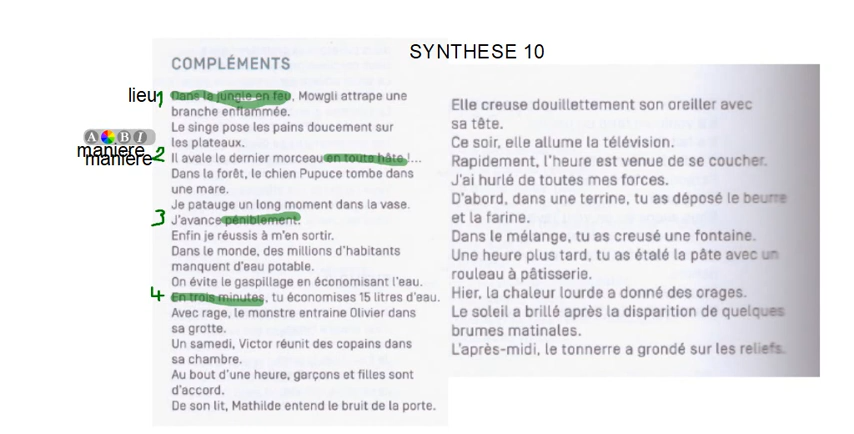 SYNTHESE 10
COMPLÉMENTS
lieu 1 Dans la jungle en feu, Mowgli attrape une
branche enflammée.
Le singe pose les pains doucement sur
les plateaux.
A B I
manière
manière 2 Il avale le dernier morceau en toute hâte !...
Dans la forêt, le chien Pupuce tombe dans
une mare.
Je patauge un long moment dans la vase.
3 J'avance péniblement.
Enfin je réussis à m'en sortir.
Dans le monde, des millions d'habitants
manquent d'eau potable.
On évite le gaspillage en économisant l'eau.
4 En trois minutes, tu économises 15 litres d'eau.
Avec rage, le monstre entraine Olivier dans
sa grotte.
Un samedi, Victor réunit des copains dans
sa chambre.
Au bout d'une heure, garçons et filles sont
d'accord.
De son lit, Mathilde entend le bruit de la porte.
Elle creuse douillettement son oreiller avec
sa tête.
Ce soir, elle allume la télévision.
Rapidement, l'heure est venue de se coucher.
J'ai hurlé de toutes mes forces.
D'abord, dans une terrine, tu as déposé le beurre
et la farine.
Dans le mélange, tu as creusé une fontaine.
Une heure plus tard, tu as étalé la pâte avec un
rouleau à pâtisserie.
Hier, la chaleur lourde a donné des orages.
Le soleil a brillé après la disparition de quelques
brumes matinales.
L'après-midi, le tonnerre a grondé sur les reliefs.